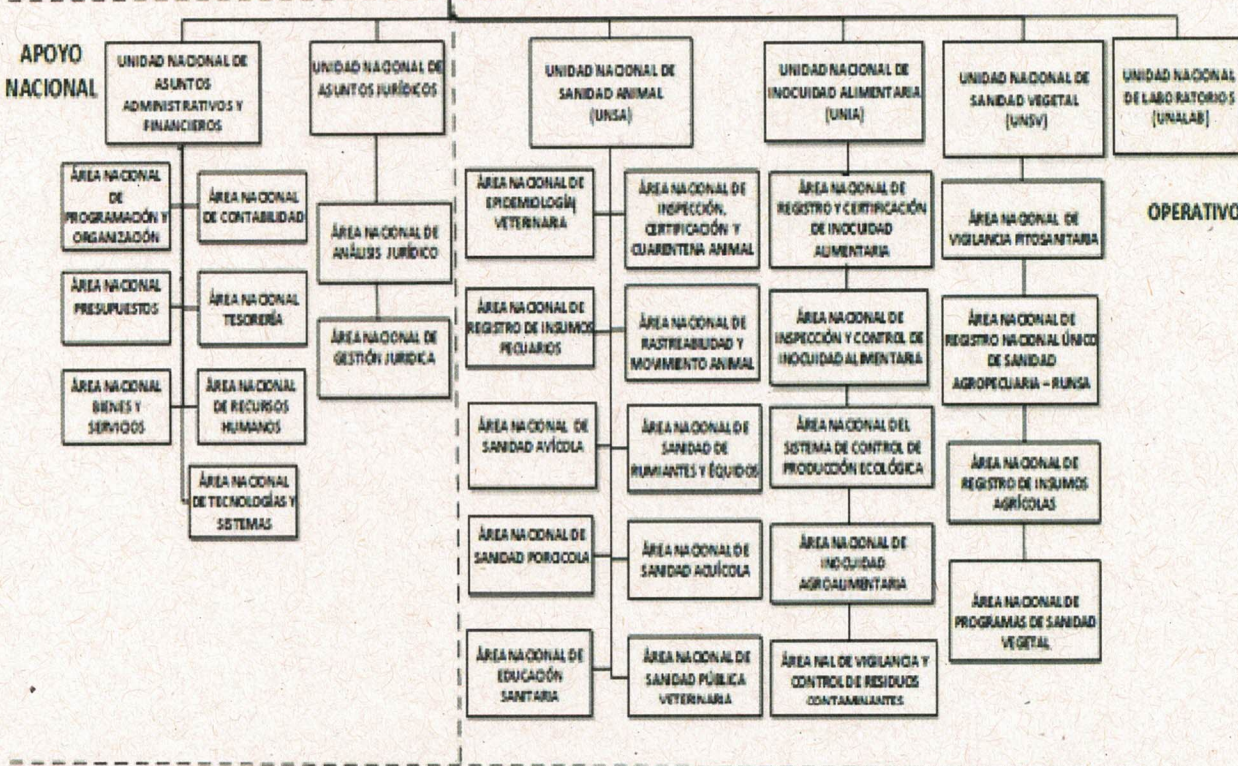 APOYO
NACIONAL
UNIDAD NACIONAL DE
ASUNTOS
ADMINISTRATIVOS Y
FINANCIEROS
UNIDAD NACIONAL DE
ASUNTOS JURÍDICOS
UNIDAD NACIONAL DE
SANIDAD ANIMAL
(UNSA)
UNIDAD NACIONAL DE
INOCUIDAD ALIMENTARIA
(UNIA)
UNIDAD NACIONAL DE
SANIDAD VEGETAL
(UNSV)
UNIDAD NACIONAL
DE LABORATORIOS
(UNALAB)
OPERATIVO
ÁREA NACIONAL
DE
PROGRAMACIÓN Y
ORGANIZACIÓN
ÁREA NACIONAL
DE CONTABILIDAD
ÁREA NACIONAL
PRESUPUESTOS
ÁREA NACIONAL
TESORERÍA
ÁREA NACIONAL
BIENES Y
SERVICIOS
ÁREA NACIONAL
DE RECURSOS
HUMANOS
ÁREA NACIONAL
DE TECNOLOGÍAS Y
SISTEMAS
ÁREA NACIONAL DE
ANÁLISIS JURÍDICO
ÁREA NACIONAL DE
GESTIÓN JURIDICA
ÁREA NACIONAL DE
EPIDEMIOLOGÍA
VETERINARIA
ÁREA NACIONAL DE
INSPECCIÓN,
CERTIFICACIÓN Y
CUARENTENA ANIMAL
ÁREA NACIONAL DE
REGISTRO DE INSUMOS
PECUARIOS
ÁREA NACIONAL DE
RASTREABILIDAD Y
MOVIMIENTO ANIMAL
ÁREA NACIONAL DE
SANIDAD AVÍCOLA
ÁREA NACIONAL DE
SANIDAD DE
RUMIANTES Y ÉQUIDOS
ÁREA NACIONAL DE
SANIDAD PORCICOLA
ÁREA NACIONAL DE
SANIDAD ACUÍCOLA
ÁREA NACIONAL DE
EDUCACIÓN
SANITARIA
ÁREA NACIONAL DE
SANIDAD PÚBLICA
VETERINARIA
ÁREA NACIONAL DE
REGISTRO Y CERTIFICACIÓN
DE INOCUIDAD
ALIMENTARIA
ÁREA NACIONAL DE
INSPECCIÓN Y CONTROL DE
INOCUIDAD ALIMENTARIA
ÁREA NACIONAL DEL
SISTEMA DE CONTROL DE
PRODUCCIÓN ECOLÓGICA
ÁREA NACIONAL DE
INOCUIDAD
AGROALIMENTARIA
ÁREA NAL DE VIGILANCIA Y
CONTROL DE RESIDUOS
CONTAMINANTES
ÁREA NACIONAL DE
VIGILANCIA FITOSANITARIA
ÁREA NACIONAL DE
REGISTRO NACIONAL ÚNICO
DE SANIDAD
AGROPECUARIA – RUNSA
ÁREA NACIONAL DE
REGISTRO DE INSUMOS
AGRÍCOLAS
ÁREA NACIONAL DE
PROGRAMAS DE SANIDAD
VEGETAL